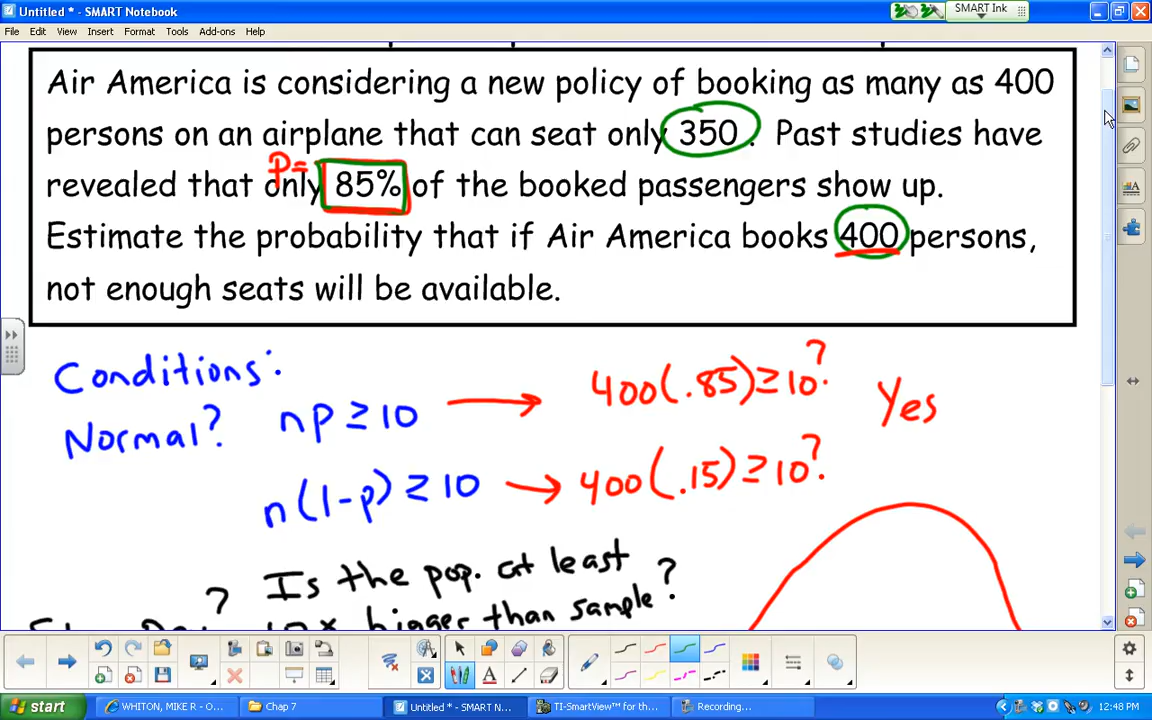 Untitled * - SMART Notebook
SMART Ink
File Edit View Insert Format Tools Add-ons Help
Air America is considering a new policy of booking as many as 400
persons on an airplane that can seat only 350. Past studies have
P=
revealed that only 85% of the booked passengers show up.
Estimate the probability that if Air America books 400 persons,
not enough seats will be available.
Conditions:
Normal? np ≥ 10 → 400(.85) ≥ 10? Yes
n(1-p) ≥ 10 → 400(.15) ≥ 10?
? Is the pop. at least
10x bigger than sample?
start WHITON, MIKE R - O... Chap 7 Untitled * - SMART N... TI-SmartView™ for th... Recording... 12:48 PM